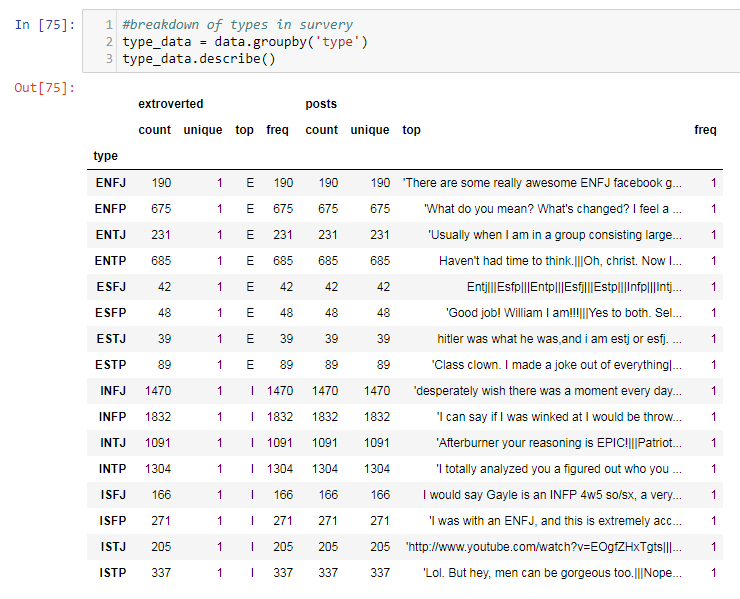 In [75]:
1 #breakdown of types in survery
2 type_data = data.groupby('type')
3 type_data.describe()
Out[75]:
extroverted posts
count unique top freq count unique top freq
type
ENFJ 190 1 E 190 190 190 'There are some really awesome ENFJ facebook g... 1
ENFP 675 1 E 675 675 675 'What do you mean? What's changed? I feel a ... 1
ENTJ 231 1 E 231 231 231 'Usually when I am in a group consisting large... 1
ENTP 685 1 E 685 685 685 Haven't had time to think.|||Oh, christ. Now I... 1
ESFJ 42 1 E 42 42 42 Entj|||Esfp|||Entp|||Esfj|||Estp|||Infp|||Intj... 1
ESFP 48 1 E 48 48 48 'Good job! William I am!!!|||Yes to both. Sel... 1
ESTJ 39 1 E 39 39 39 hitler was what he was,and i am estj or esfj. ... 1
ESTP 89 1 E 89 89 89 'Class clown. I made a joke out of everything|... 1
INFJ 1470 1 I 1470 1470 1470 'desperately wish there was a moment every day... 1
INFP 1832 1 I 1832 1832 1832 'I can say if I was winked at I would be throw... 1
INTJ 1091 1 I 1091 1091 1091 'Afterburner your reasoning is EPIC!|||Patriot... 1
INTP 1304 1 I 1304 1304 1304 'I totally analyzed you a figured out who you ... 1
ISFJ 166 1 I 166 166 166 I would say Gayle is an INFP 4w5 so/sx, a very... 1
ISFP 271 1 I 271 271 271 'I was with an ENFJ, and this is extremely acc... 1
ISTJ 205 1 I 205 205 205 'http://www.youtube.com/watch?v=EOgfZHxTgts|||... 1
ISTP 337 1 I 337 337 337 'Lol. But hey, men can be gorgeous too.|||Nope... 1